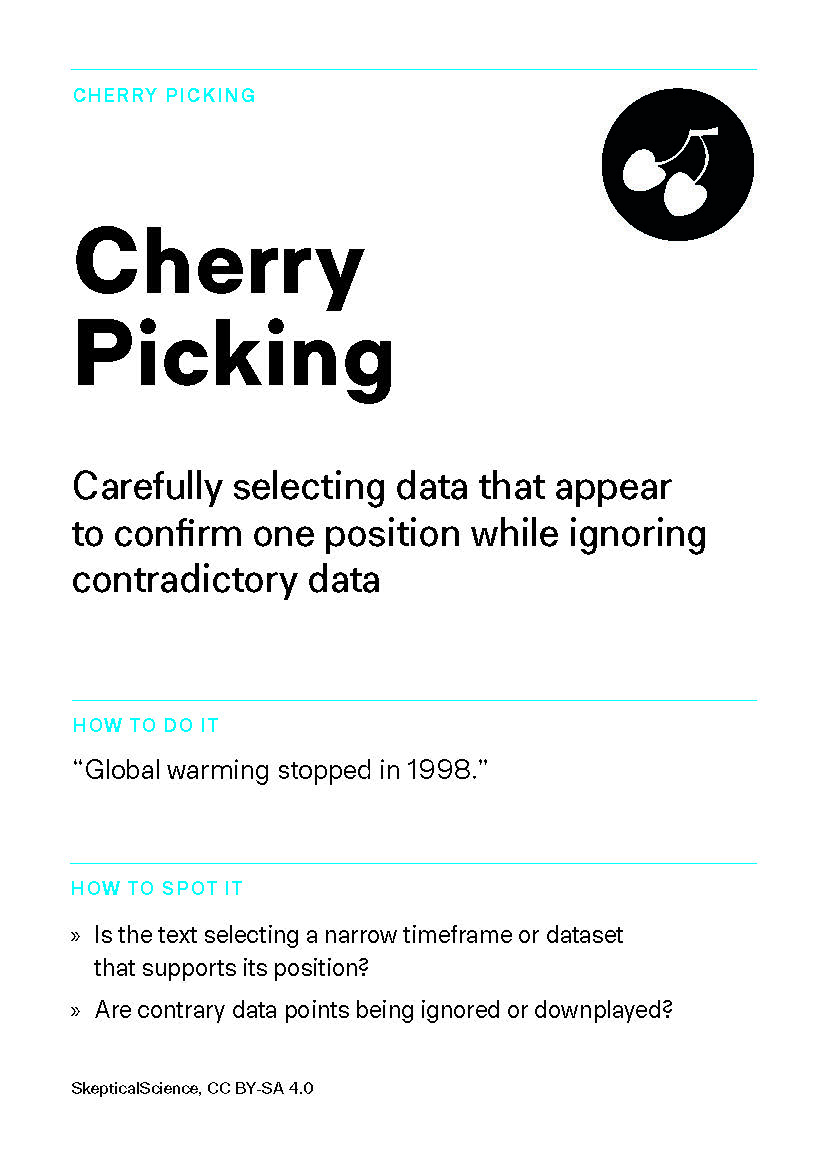 CHERRY PICKING
Cherry
Picking
Carefully selecting data that appear
to confirm one position while ignoring
contradictory data
HOW TO DO IT
“Global warming stopped in 1998.”
HOW TO SPOT IT
» Is the text selecting a narrow timeframe or dataset
that supports its position?
» Are contrary data points being ignored or downplayed?
SkepticalScience, CC BY-SA 4.0